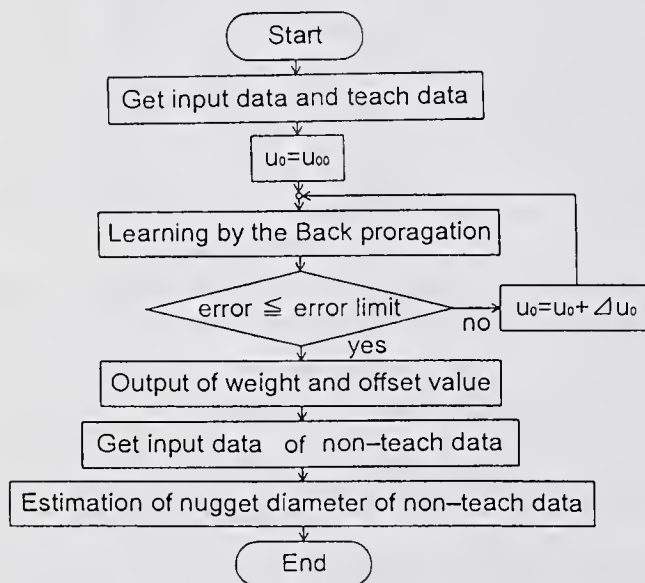 Start
Get input data and teach data
u₀=u₀₀
Learning by the Back proragation
error ≦ error limit
no
u₀=u₀+⊿u₀
yes
Output of weight and offset value
Get input data of non–teach data
Estimation of nugget diameter of non–teach data
End